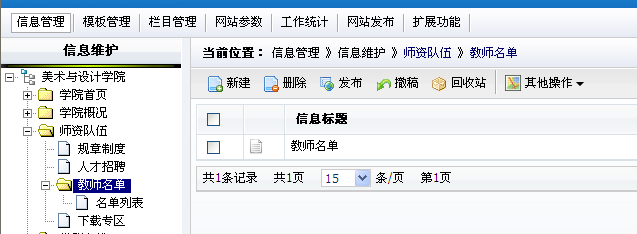 信息管理 模板管理 栏目管理 网站参数 工作统计 网站发布 扩展功能
信息维护
美术与设计学院
学院首页
学院概况
师资队伍
规章制度
人才招聘
教师名单
名单列表
下载专区
当前位置： 信息管理 》信息维护 》师资队伍 》教师名单
新建 删除 发布 撤稿 回收站 其他操作
信息标题
教师名单
共1条记录 共1页 15 条/页 第1页